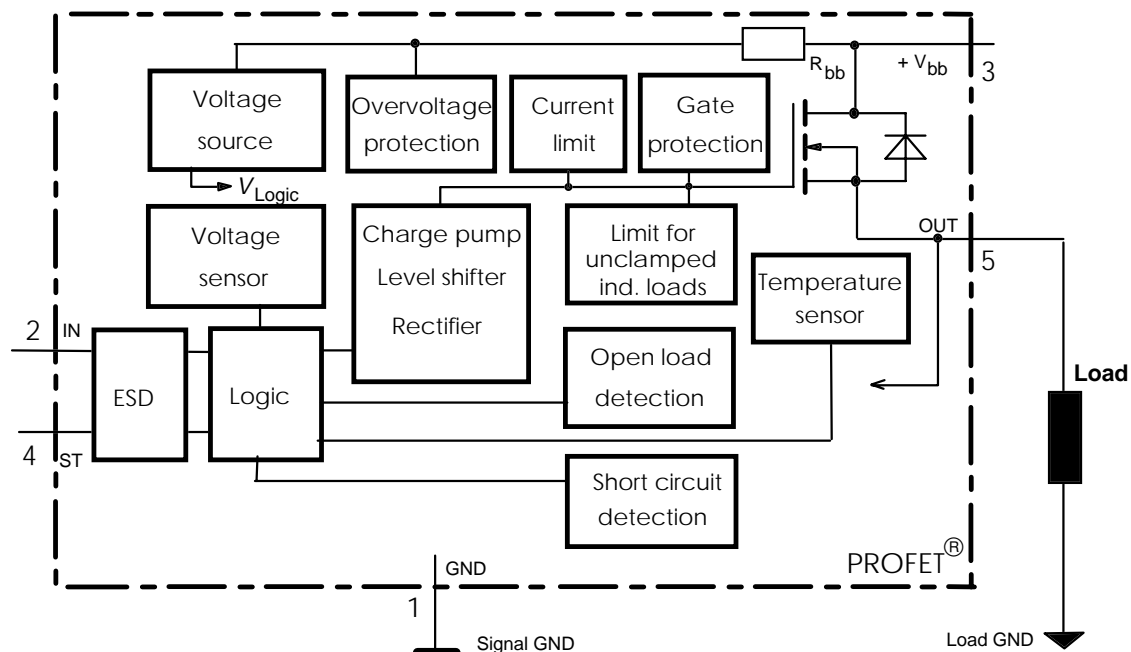 R bb
+ V bb
3
Voltage
source
Overvoltage
protection
Current
limit
Gate
protection
V Logic
Voltage
sensor
Charge pump
Level shifter
Rectifier
Limit for
unclamped
ind. loads
OUT
5
Temperature
sensor
2
IN
ESD
Logic
Open load
detection
Load
4
ST
Short circuit
detection
PROFET®
GND
1
Signal GND
Load GND